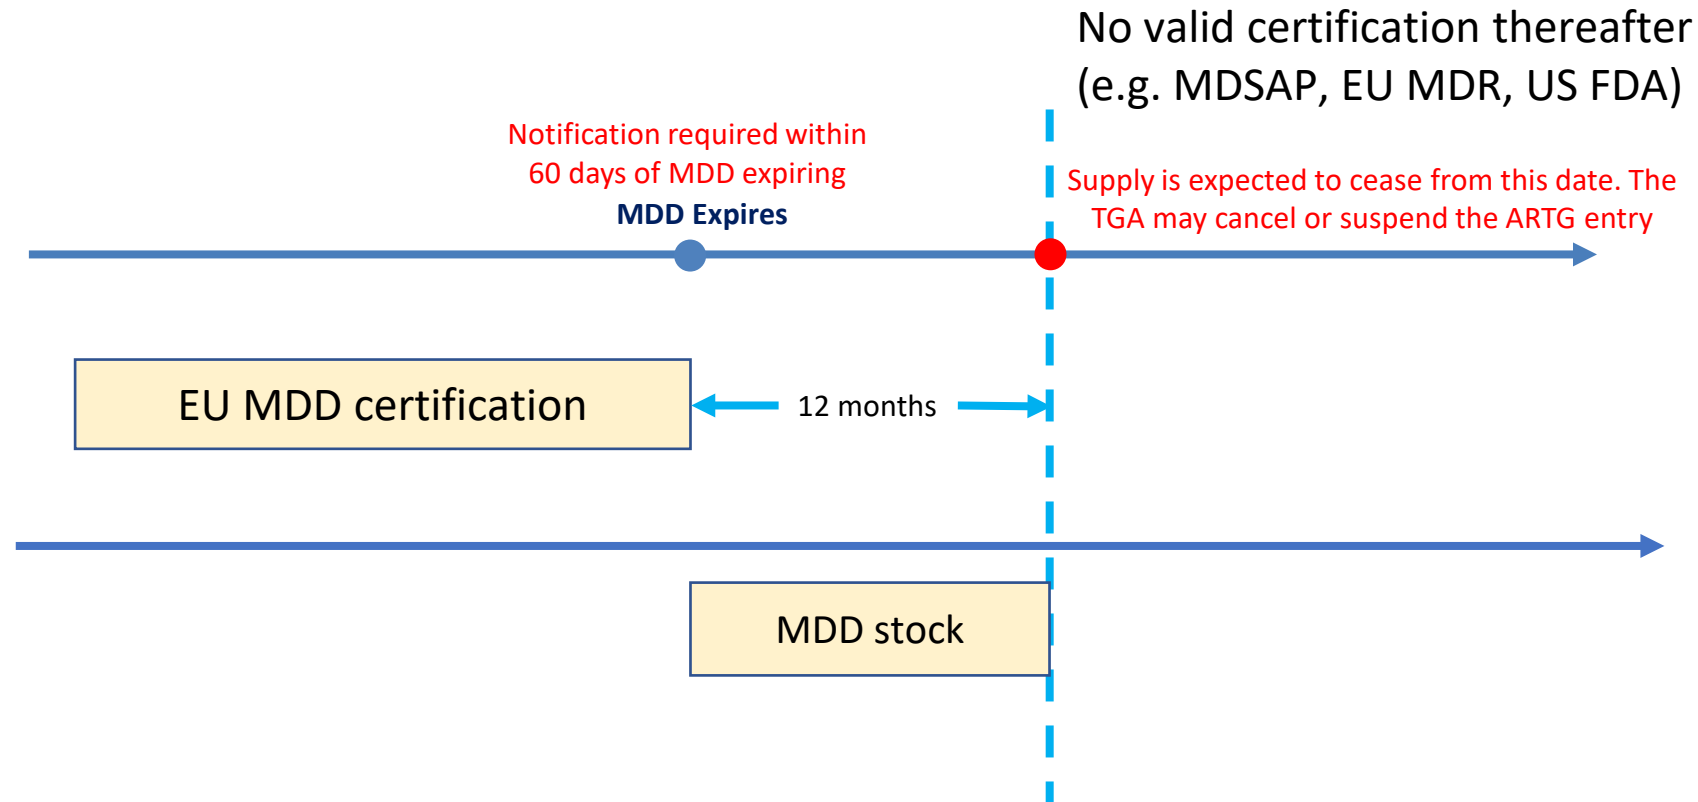 No valid certification thereafter
(e.g. MDSAP, EU MDR, US FDA)
Notification required within
60 days of MDD expiring
MDD Expires
Supply is expected to cease from this date. The
TGA may cancel or suspend the ARTG entry
EU MDD certification
12 months
MDD stock